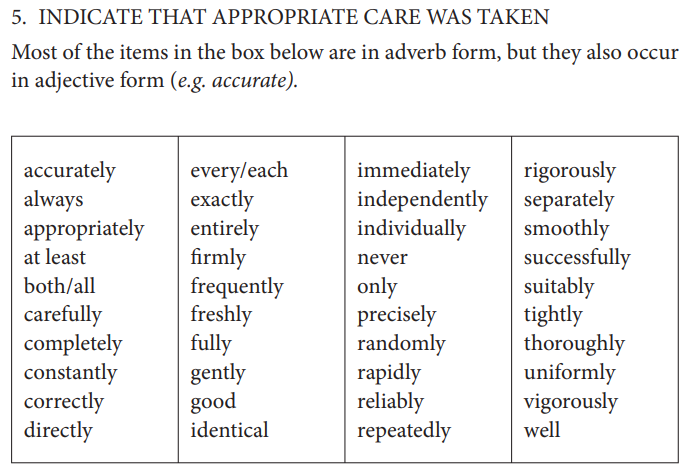 5. INDICATE THAT APPROPRIATE CARE WAS TAKEN
Most of the items in the box below are in adverb form, but they also occur
in adjective form (e.g. accurate).
accurately every/each immediately rigorously
always exactly independently separately
appropriately entirely individually smoothly
at least firmly never successfully
both/all frequently only suitably
carefully freshly precisely tightly
completely fully randomly thoroughly
constantly gently rapidly uniformly
correctly good reliably vigorously
directly identical repeatedly well